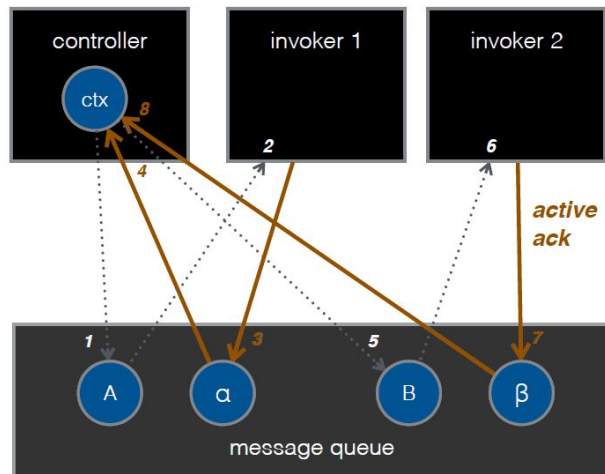 controller
invoker 1
invoker 2
ctx
8
2
6
4
active
ack
1
3
5
7
A
α
B
β
message queue